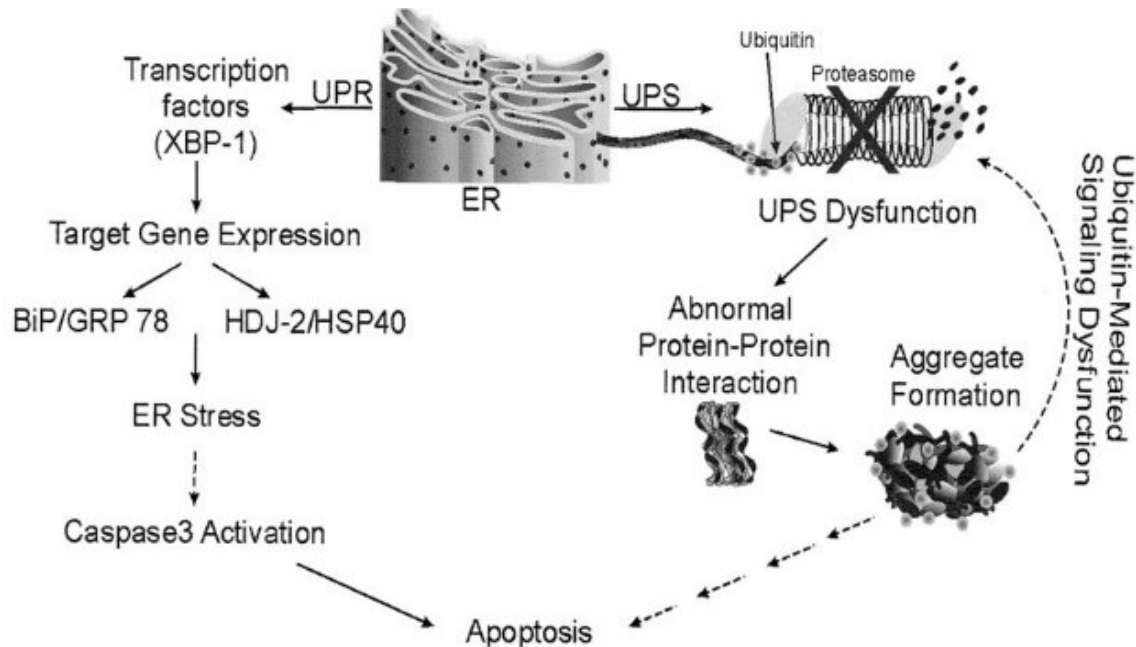 Transcription
factors
(XBP-1)
UPR
ER
UPS
Ubiquitin
Proteasome
UPS Dysfunction
Target Gene Expression
BiP/GRP 78
HDJ-2/HSP40
ER Stress
Caspase3 Activation
Abnormal
Protein-Protein
Interaction
Aggregate
Formation
Ubiquitin-Mediated
Signaling Dysfunction
Apoptosis